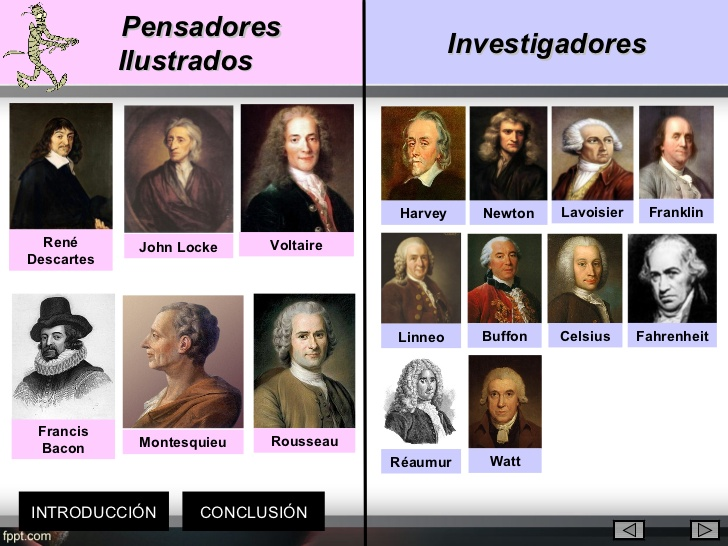 Pensadores
Ilustrados
Investigadores
René
Descartes
John Locke
Voltaire
Francis
Bacon
Montesquieu
Rousseau
Harvey
Newton
Lavoisier
Franklin
Linneo
Buffon
Celsius
Fahrenheit
Réaumur
Watt
INTRODUCCIÓN
CONCLUSIÓN
fppt.com